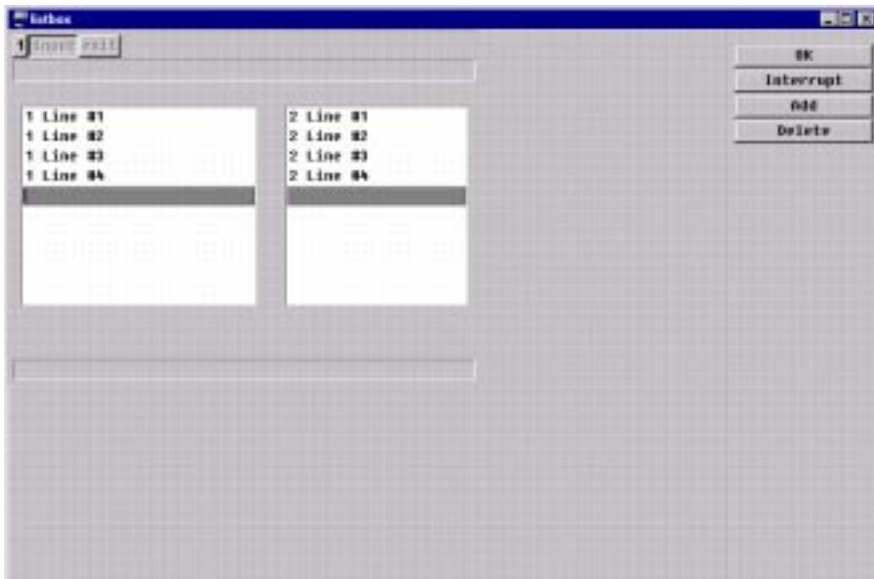 listbox
1 input exit
OK
Interrupt
Add
Delete
1 Line #1
1 Line #2
1 Line #3
1 Line #4
2 Line #1
2 Line #2
2 Line #3
2 Line #4